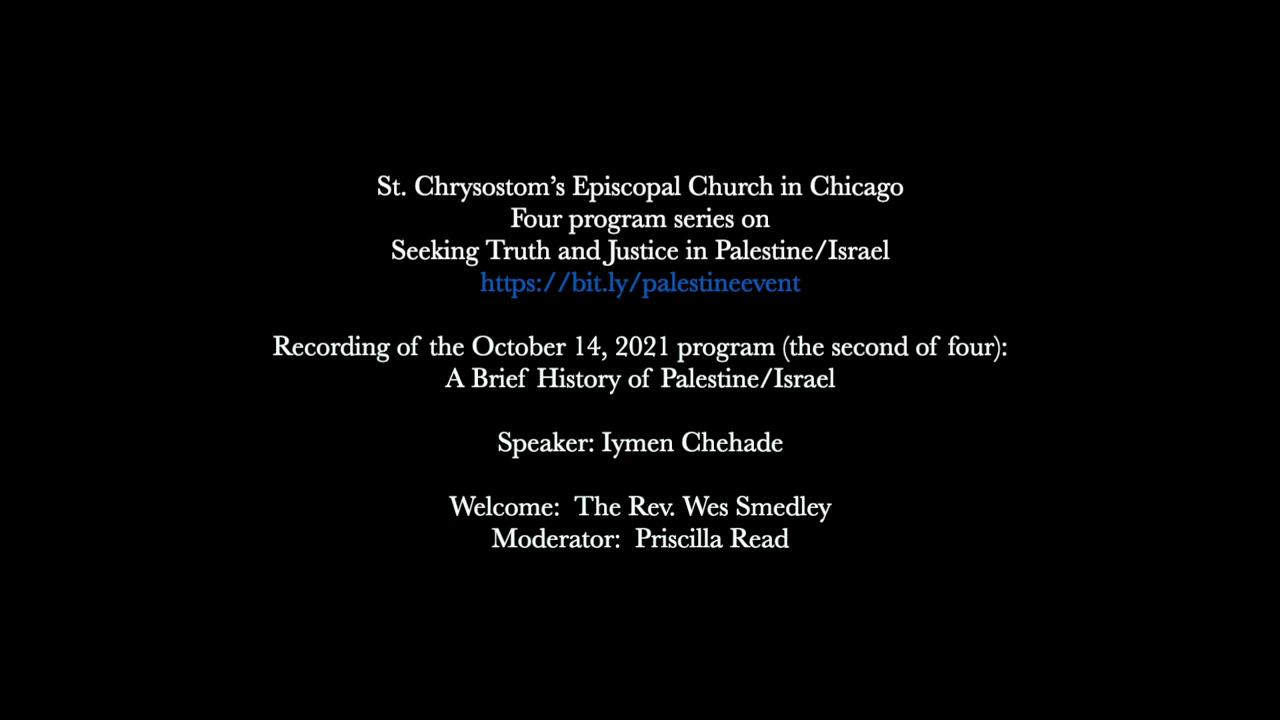 St. Chrysostom’s Episcopal Church in Chicago
Four program series on
Seeking Truth and Justice in Palestine/Israel
https://bit.ly/palestineevent
Recording of the October 14, 2021 program (the second of four):
A Brief History of Palestine/Israel
Speaker: Iymen Chehade
Welcome:  The Rev. Wes Smedley
Moderator:  Priscilla Read